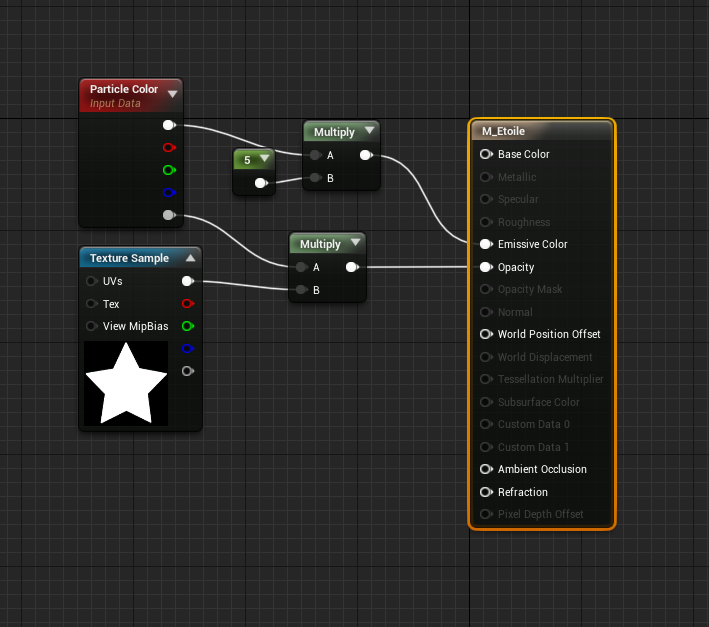 Particle Color
Input Data
5
Multiply
A
B
Multiply
A
B
Texture Sample
UVs
Tex
View MipBias
M_Etoile
Base Color
Metallic
Specular
Roughness
Emissive Color
Opacity
Opacity Mask
Normal
World Position Offset
World Displacement
Tessellation Multiplier
Subsurface Color
Custom Data 0
Custom Data 1
Ambient Occlusion
Refraction
Pixel Depth Offset